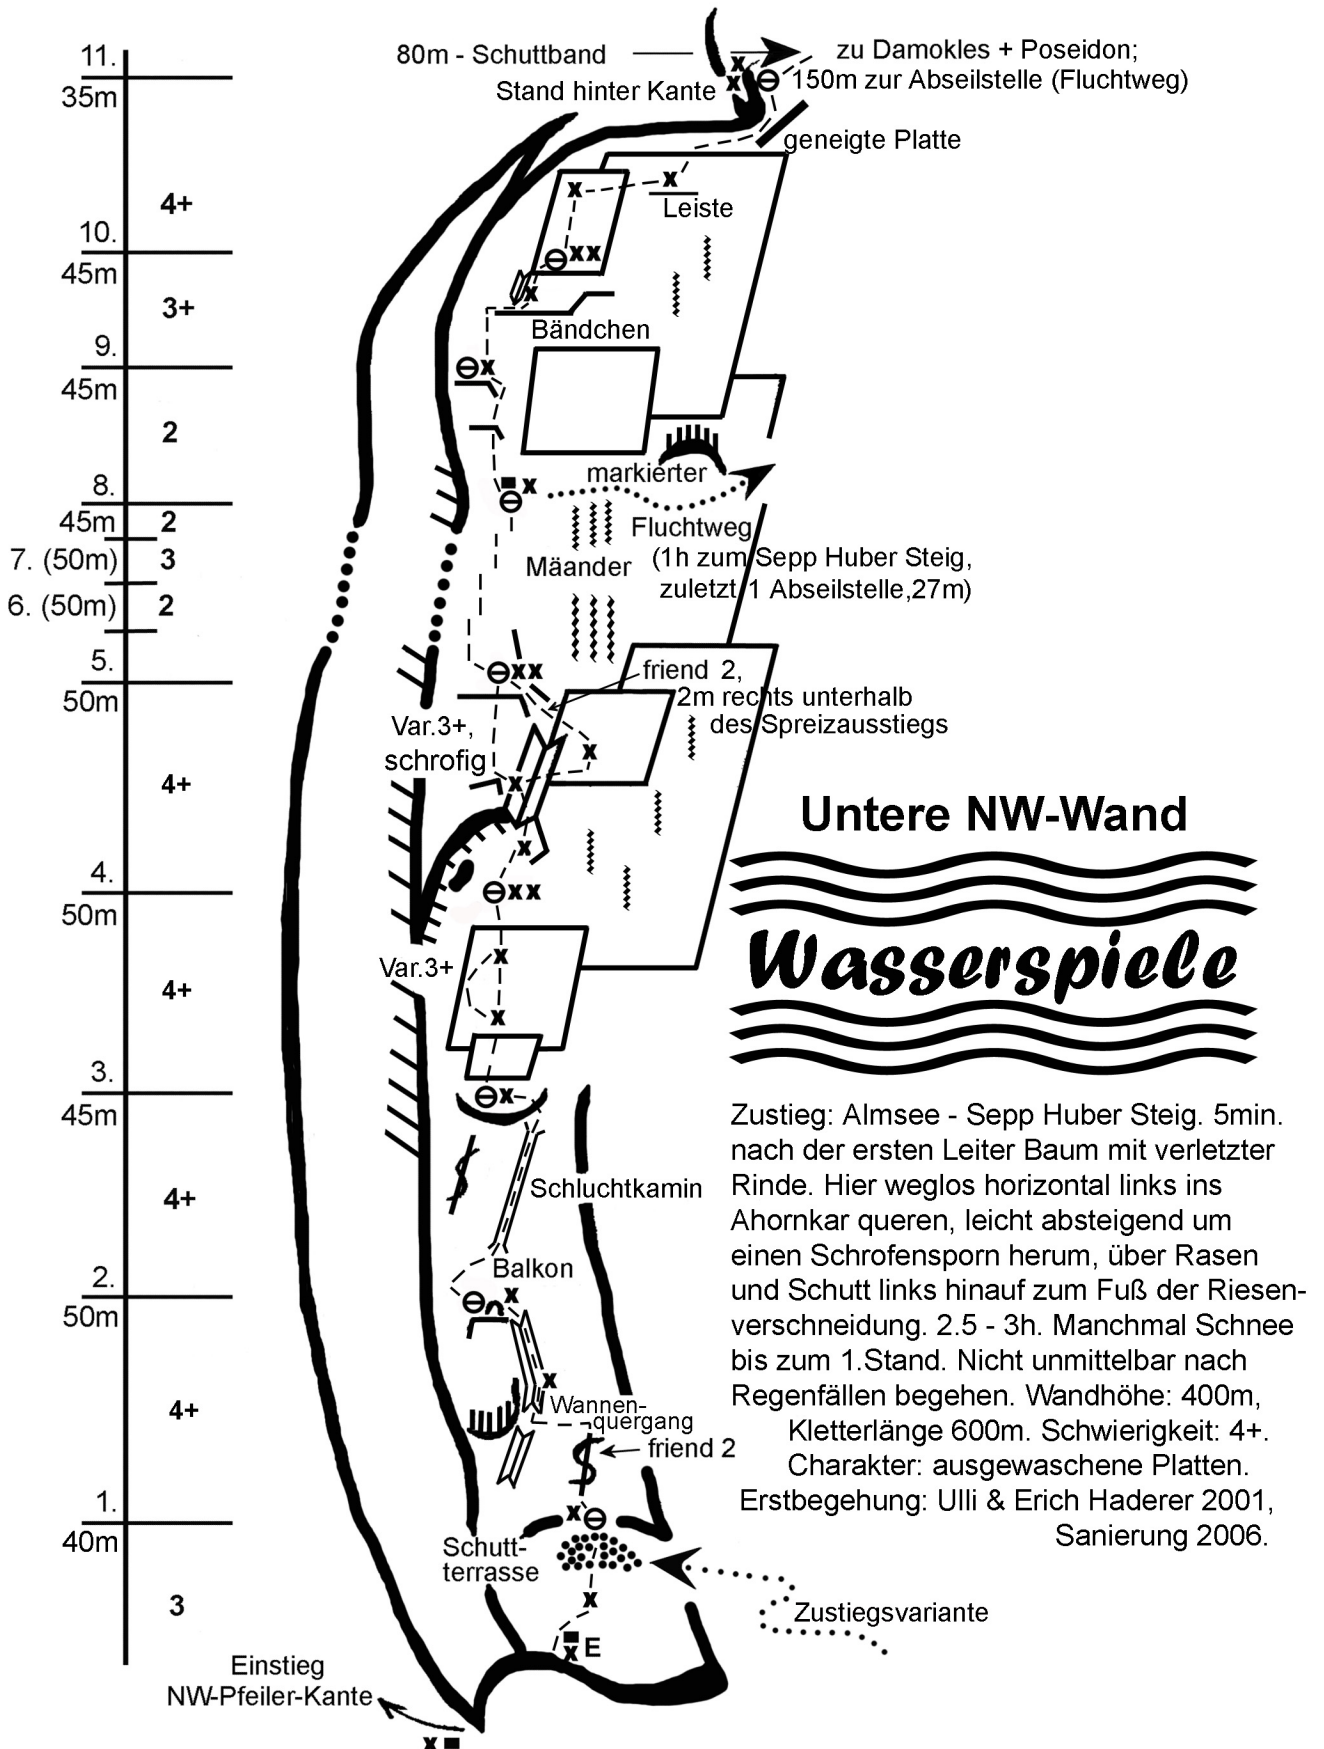 80m - Schuttband
zu Damokles + Poseidon;
Stand hinter Kante
150m zur Abseilstelle (Fluchtweg)
geneigte Platte
11.
35m
4+
Leiste
10.
45m
3+
Bändchen
9.
45m
2
markierter
Fluchtweg
(1h zum Sepp Huber Steig,
zuletzt 1 Abseilstelle,27m)
8.
45m
2
7. (50m)
3
Mäander
6. (50m)
2
5.
50m
friend 2,
2m rechts unterhalb
des Spreizausstiegs
Var.3+,
schrofig
4+
4.
50m
Var.3+
4+
3.
45m
Schluchtkamin
4+
Balkon
2.
50m
Wannen-
quergang
4+
friend 2
1.
40m
Schutt-
terrasse
Zustiegsvariante
3
E
Einstieg
NW-Pfeiler-Kante
Untere NW-Wand
Wasserspiele
Zustieg: Almsee - Sepp Huber Steig. 5min.
nach der ersten Leiter Baum mit verletzter
Rinde. Hier weglos horizontal links ins
Ahornkar queren, leicht absteigend um
einen Schrofensporn herum, über Rasen
und Schutt links hinauf zum Fuß der Riesen-
verschneidung. 2.5 - 3h. Manchmal Schnee
bis zum 1.Stand. Nicht unmittelbar nach
Regenfällen begehen. Wandhöhe: 400m,
Kletterlänge 600m. Schwierigkeit: 4+.
Charakter: ausgewaschene Platten.
Erstbegehung: Ulli & Erich Haderer 2001,
Sanierung 2006.